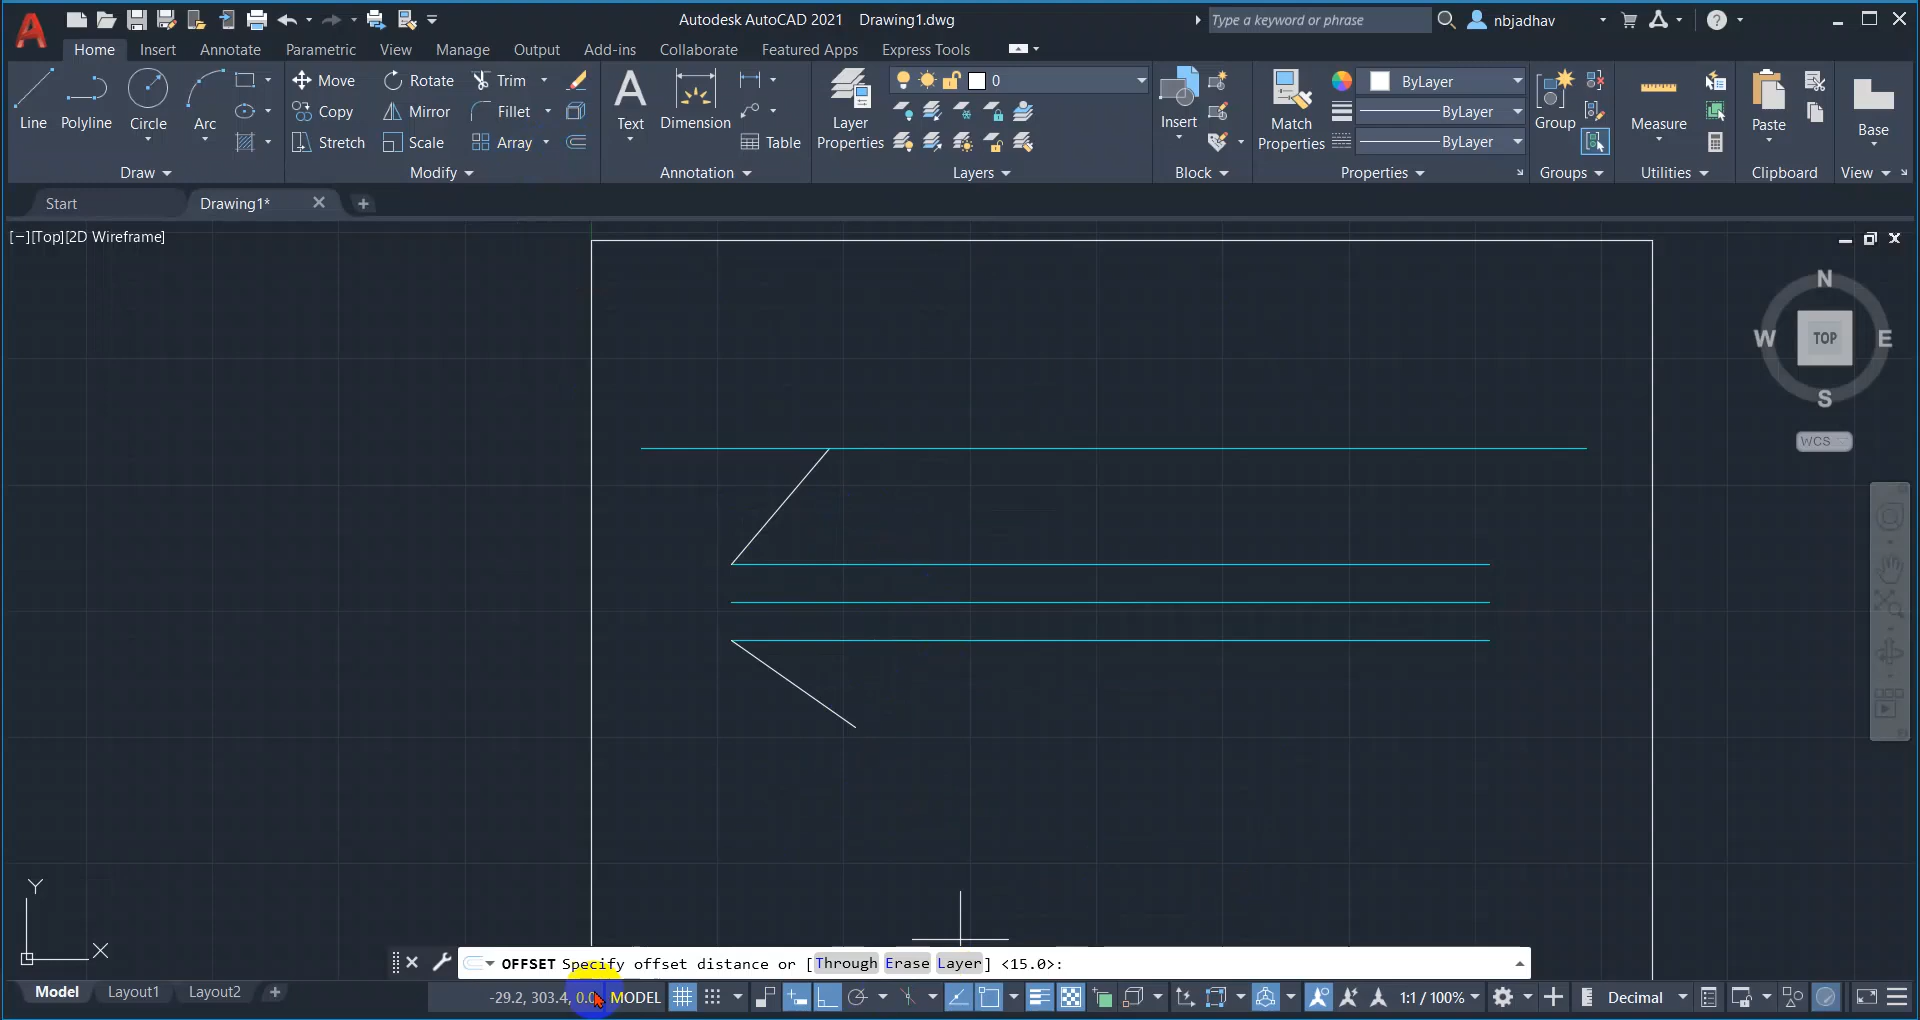 Autodesk AutoCAD 2021 Drawing1.dwg Type a keyword or phrase nbjadhav
Home Insert Annotate Parametric View Manage Output Add-ins Collaborate Featured Apps Express Tools
Line Polyline Circle Arc
Move Rotate Trim
Copy Mirror Fillet
Stretch Scale Array
Text Dimension Table
Layer Properties
0
Insert
Match Properties
ByLayer
ByLayer
ByLayer
Group
Measure
Paste
Base
Draw Modify Annotation Layers Block Properties Groups Utilities Clipboard View
Start Drawing1*
[−][Top][2D Wireframe]
N
W TOP E
S
WCS
Y
X
OFFSET Specify offset distance or [Through Erase Layer] <15.0>:
Model Layout1 Layout2
-29.2, 303.4, 0.0 MODEL 1:1 / 100% Decimal